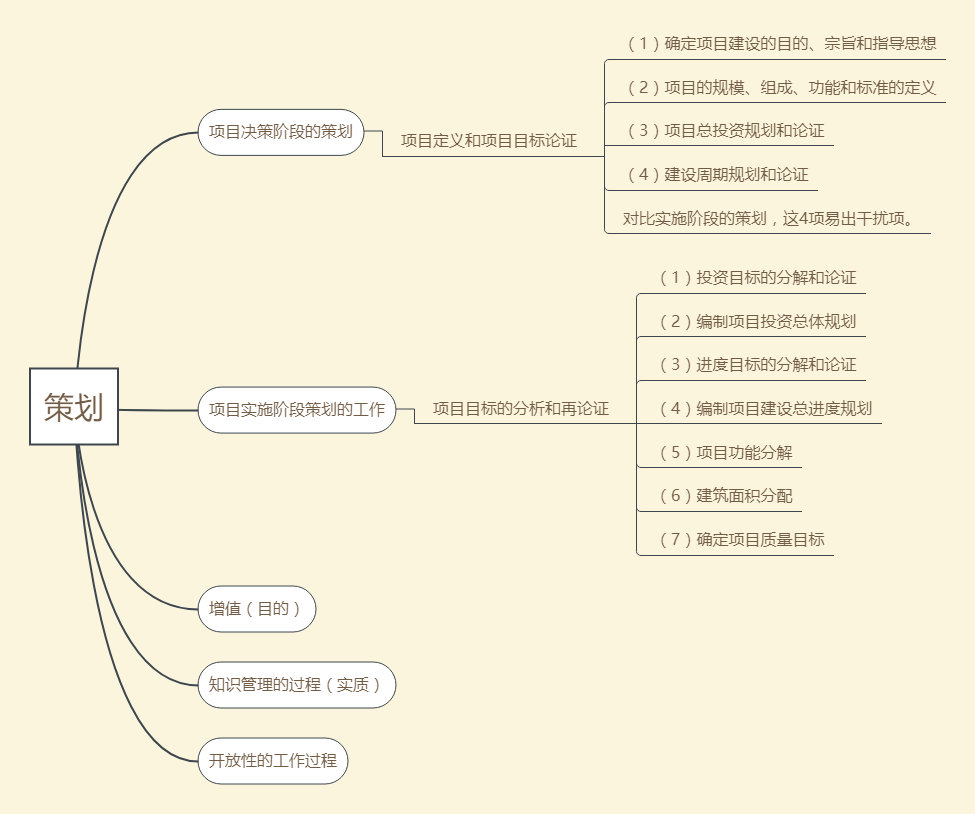 策划
项目决策阶段的策划
项目定义和项目目标论证
（1）确定项目建设的目的、宗旨和指导思想
（2）项目的规模、组成、功能和标准的定义
（3）项目总投资规划和论证
（4）建设周期规划和论证
对比实施阶段的策划，这4项易出干扰项。
项目实施阶段策划的工作
项目目标的分析和再论证
（1）投资目标的分解和论证
（2）编制项目投资总体规划
（3）进度目标的分解和论证
（4）编制项目建设总进度规划
（5）项目功能分解
（6）建筑面积分配
（7）确定项目质量目标
增值（目的）
知识管理的过程（实质）
开放性的工作过程